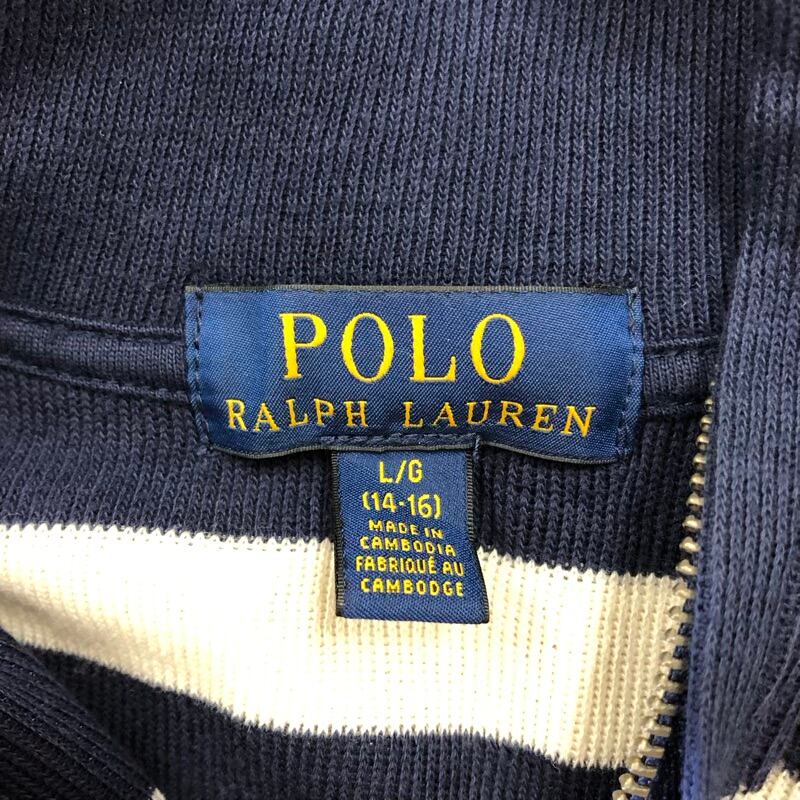 POLO
RALPH LAUREN
L/G
(14-16)
MADE IN
CAMBODIA
FABRIQUÉ AU
CAMBODGE